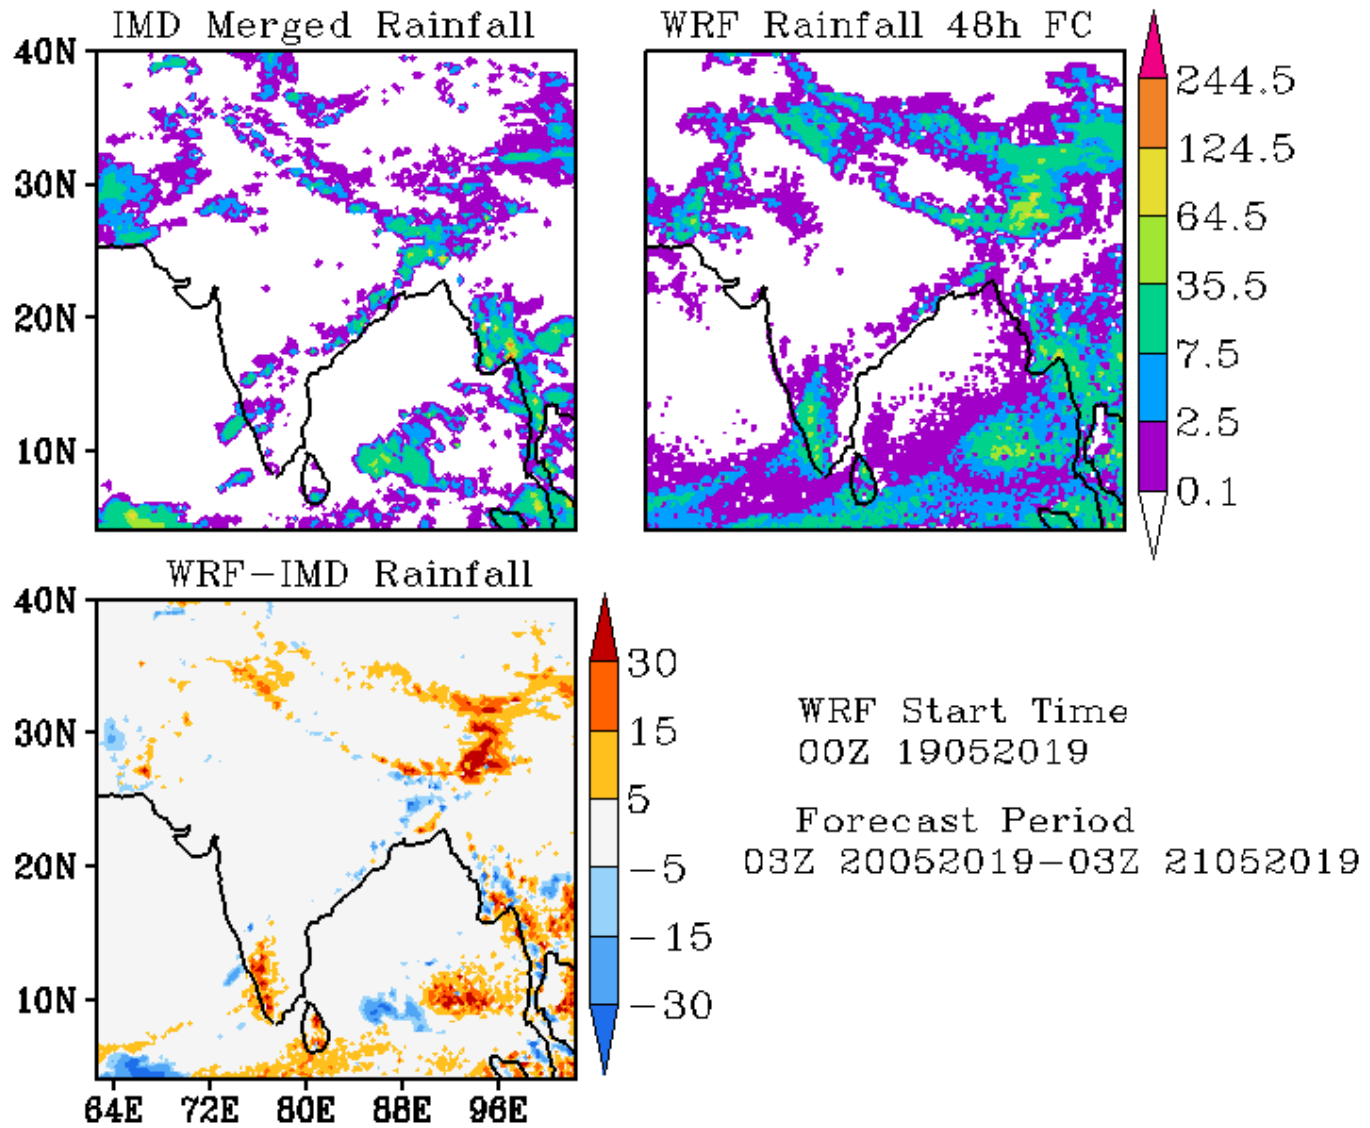 IMD Merged Rainfall
WRF Rainfall 48h FC
40N
30N
20N
10N
244.5
124.5
64.5
35.5
7.5
2.5
0.1
WRF-IMD Rainfall
40N
30N
20N
10N
64E 72E 80E 88E 96E
30
15
5
-5
-15
-30
WRF Start Time
00Z 19052019
Forecast Period
03Z 20052019-03Z 21052019